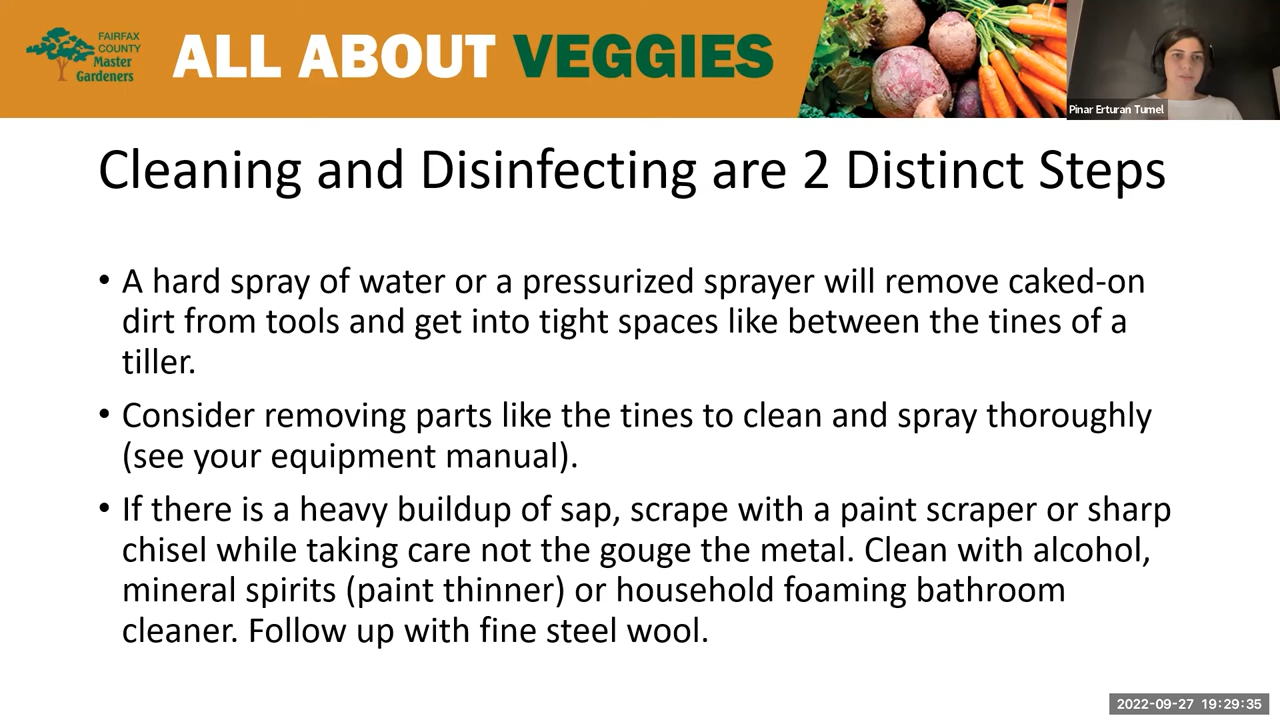 FAIRFAX
COUNTY
Master
Gardeners
ALL ABOUT VEGGIES
Pinar Erturan Tumel
Cleaning and Disinfecting are 2 Distinct Steps
• A hard spray of water or a pressurized sprayer will remove caked-on
dirt from tools and get into tight spaces like between the tines of a
tiller.
• Consider removing parts like the tines to clean and spray thoroughly
(see your equipment manual).
• If there is a heavy buildup of sap, scrape with a paint scraper or sharp
chisel while taking care not the gouge the metal. Clean with alcohol,
mineral spirits (paint thinner) or household foaming bathroom
cleaner. Follow up with fine steel wool.
2022-09-27 19:29:35